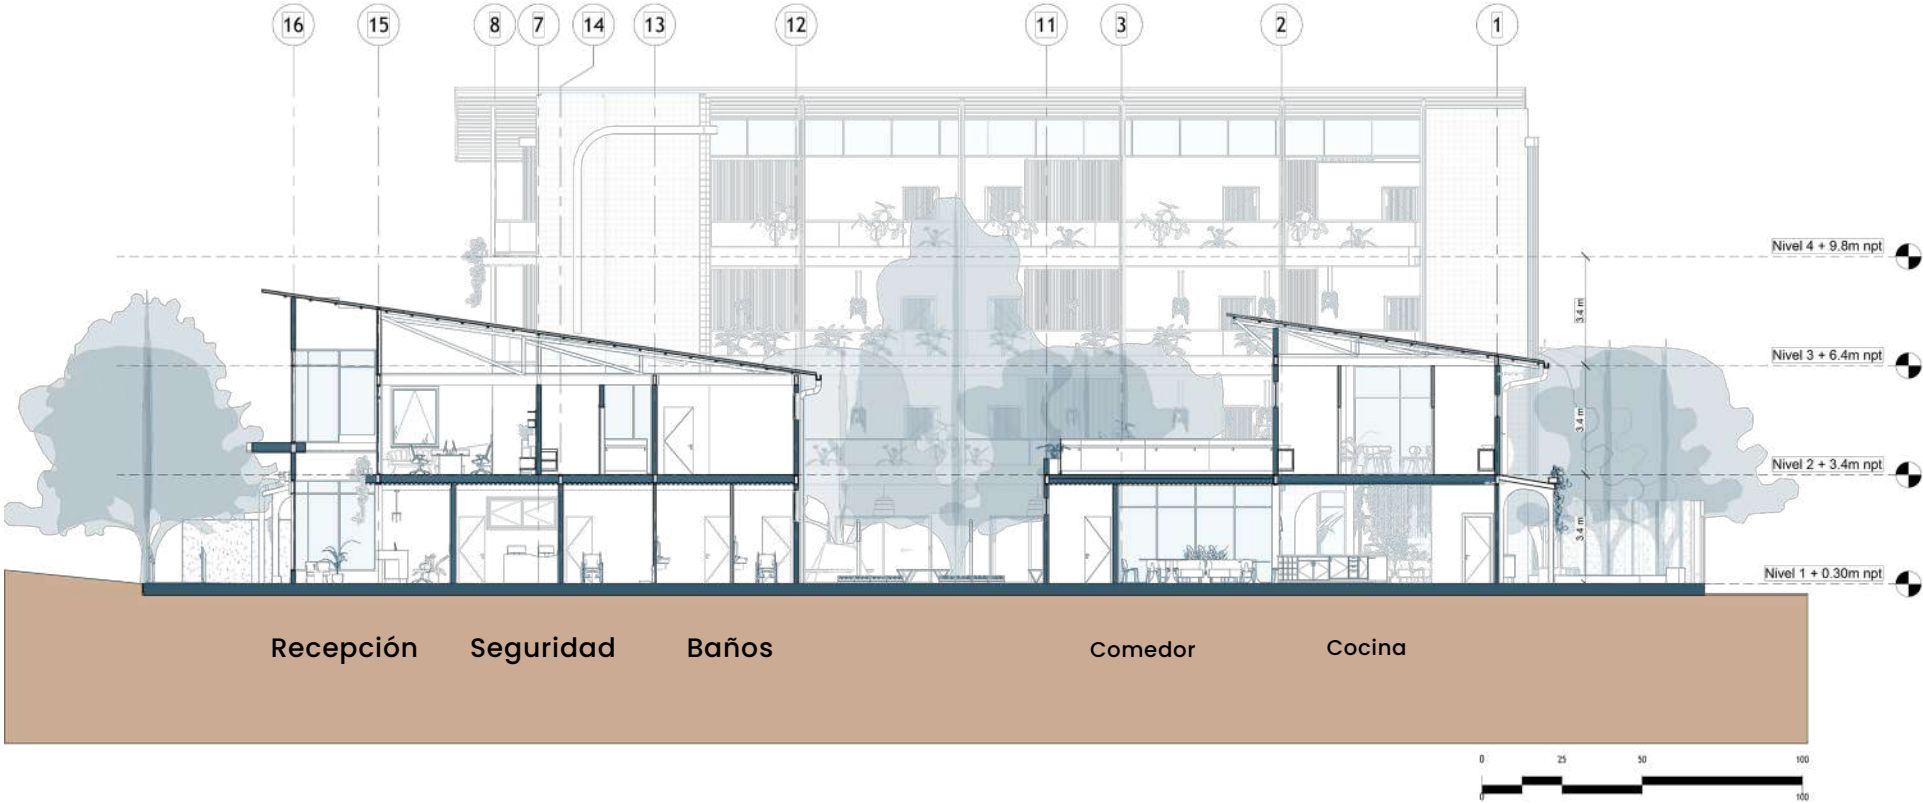 16 15 8 7 14 13 12 11 3 2 1
Nivel 4 + 9.8m npt
3.4 m
Nivel 3 + 6.4m npt
3.4 m
Nivel 2 + 3.4m npt
3.4 m
Nivel 1 + 0.30m npt
Recepción Seguridad Baños Comedor Cocina
0 25 50 100
0 100